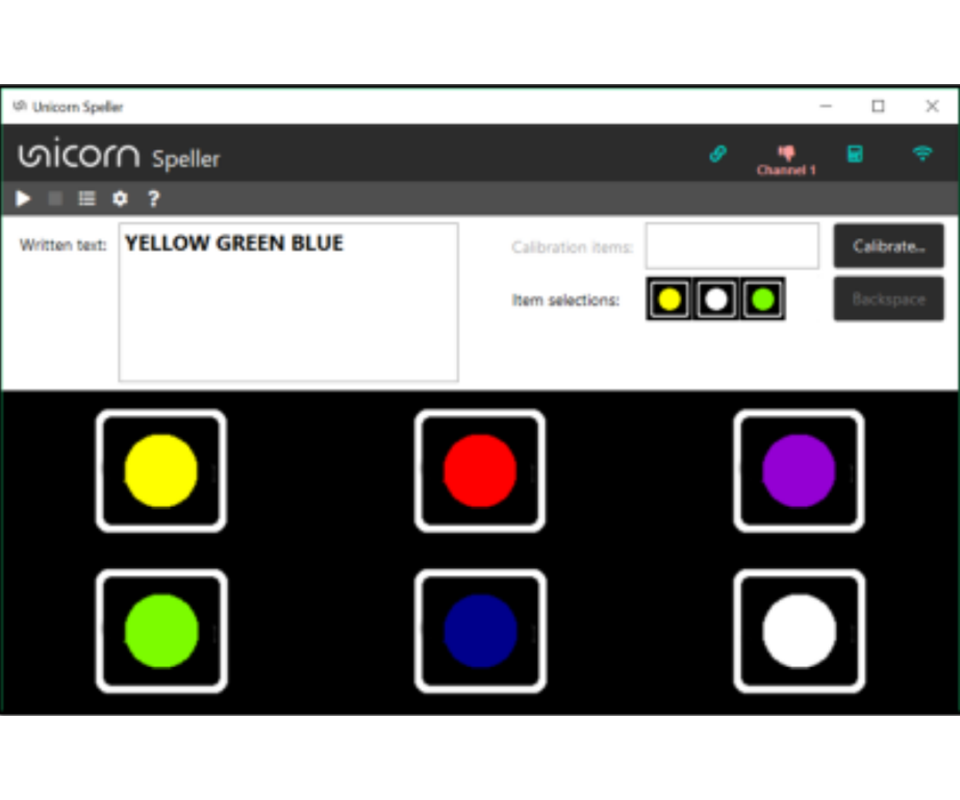 Unicorn Speller
unicorn Speller
Channel 1
?
Written text:
YELLOW GREEN BLUE
Calibration items:
Calibrate...
Item selections:
Backspace